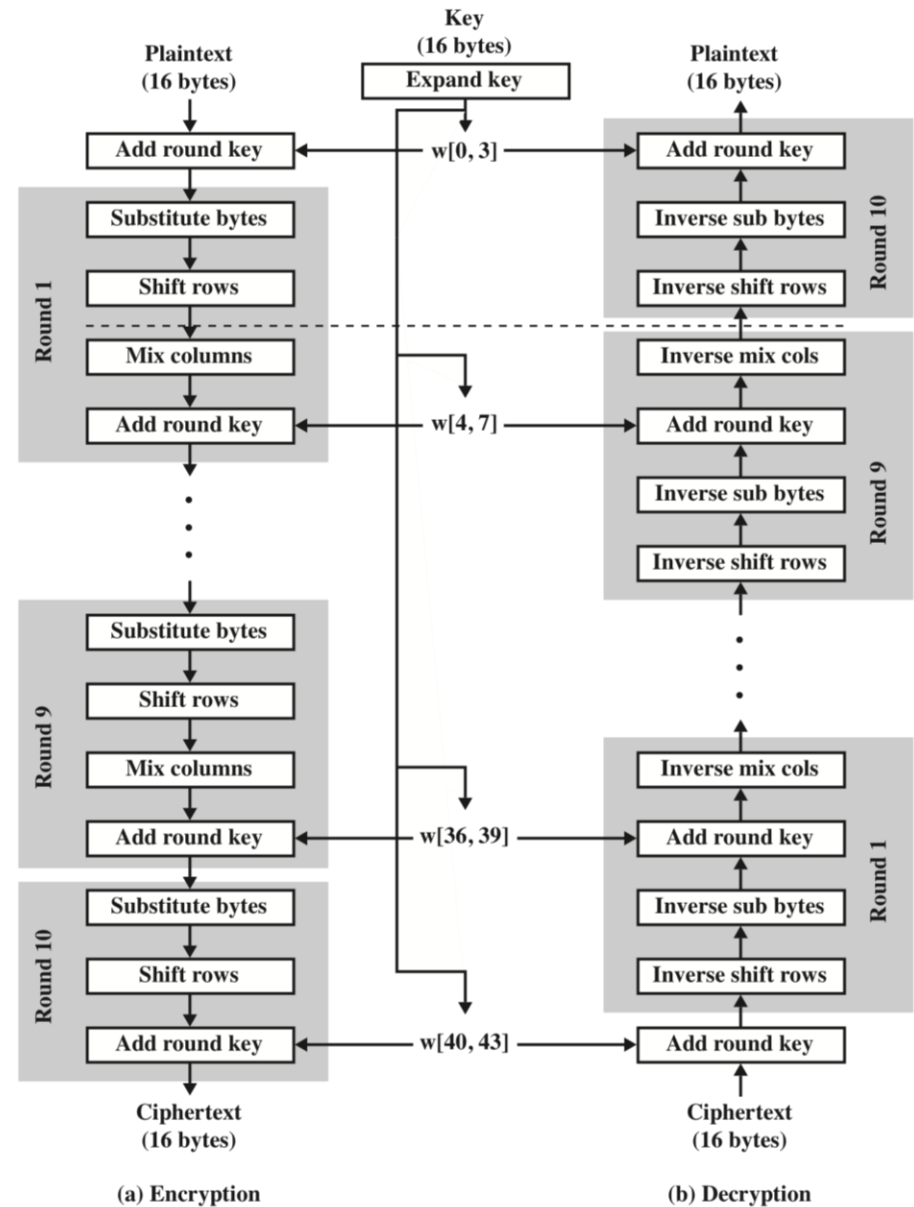 Key
(16 bytes)
Expand key
Plaintext
(16 bytes)
Add round key
Round 1
Substitute bytes
Shift rows
Mix columns
Add round key
Round 9
Substitute bytes
Shift rows
Mix columns
Add round key
Round 10
Substitute bytes
Shift rows
Add round key
Ciphertext
(16 bytes)
(a) Encryption
w[0, 3]
w[4, 7]
w[36, 39]
w[40, 43]
Plaintext
(16 bytes)
Add round key
Inverse sub bytes
Inverse shift rows
Round 10
Inverse mix cols
Add round key
Inverse sub bytes
Inverse shift rows
Round 9
Inverse mix cols
Add round key
Inverse sub bytes
Inverse shift rows
Round 1
Add round key
Ciphertext
(16 bytes)
(b) Decryption